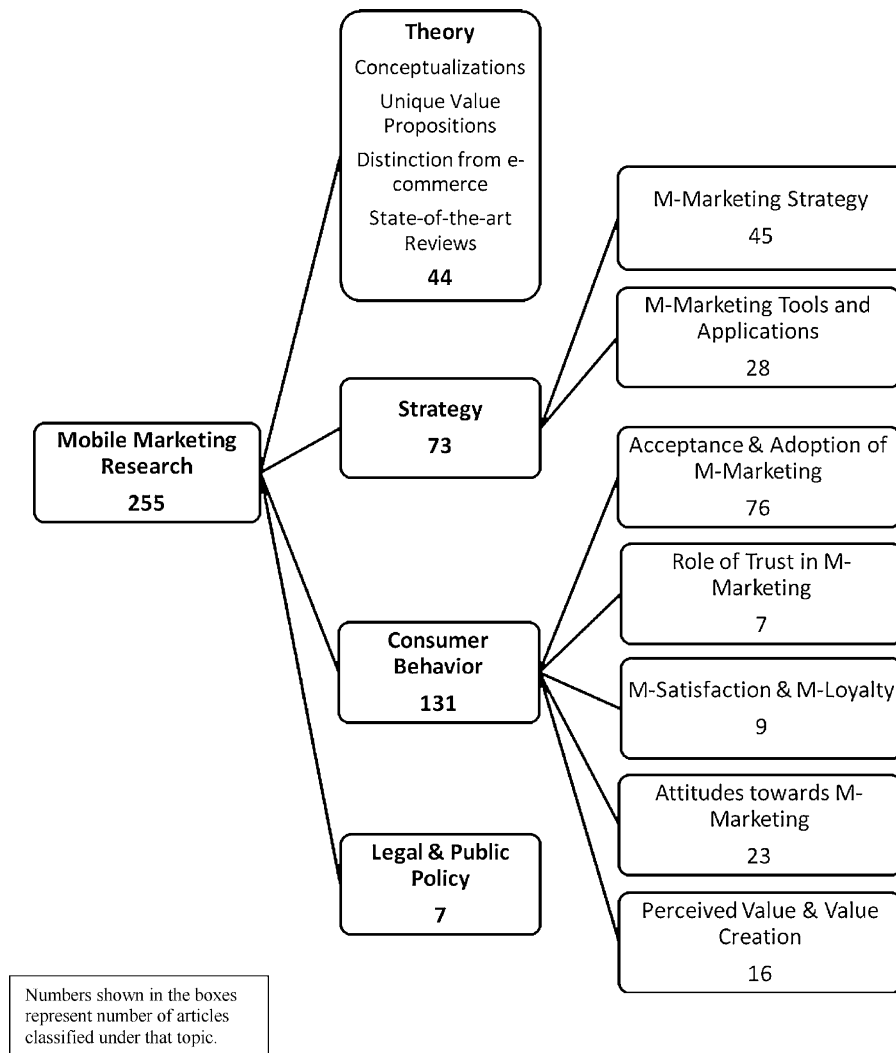 Theory
Conceptualizations
Unique Value
Propositions
Distinction from e-
commerce
State-of-the-art
Reviews
44
M-Marketing Strategy
45
M-Marketing Tools and
Applications
28
Strategy
73
Mobile Marketing
Research
255
Acceptance & Adoption of
M-Marketing
76
Role of Trust in M-
Marketing
7
Consumer
Behavior
131
M-Satisfaction & M-Loyalty
9
Attitudes towards M-
Marketing
23
Legal & Public
Policy
7
Perceived Value & Value
Creation
16
Numbers shown in the boxes
represent number of articles
classified under that topic.